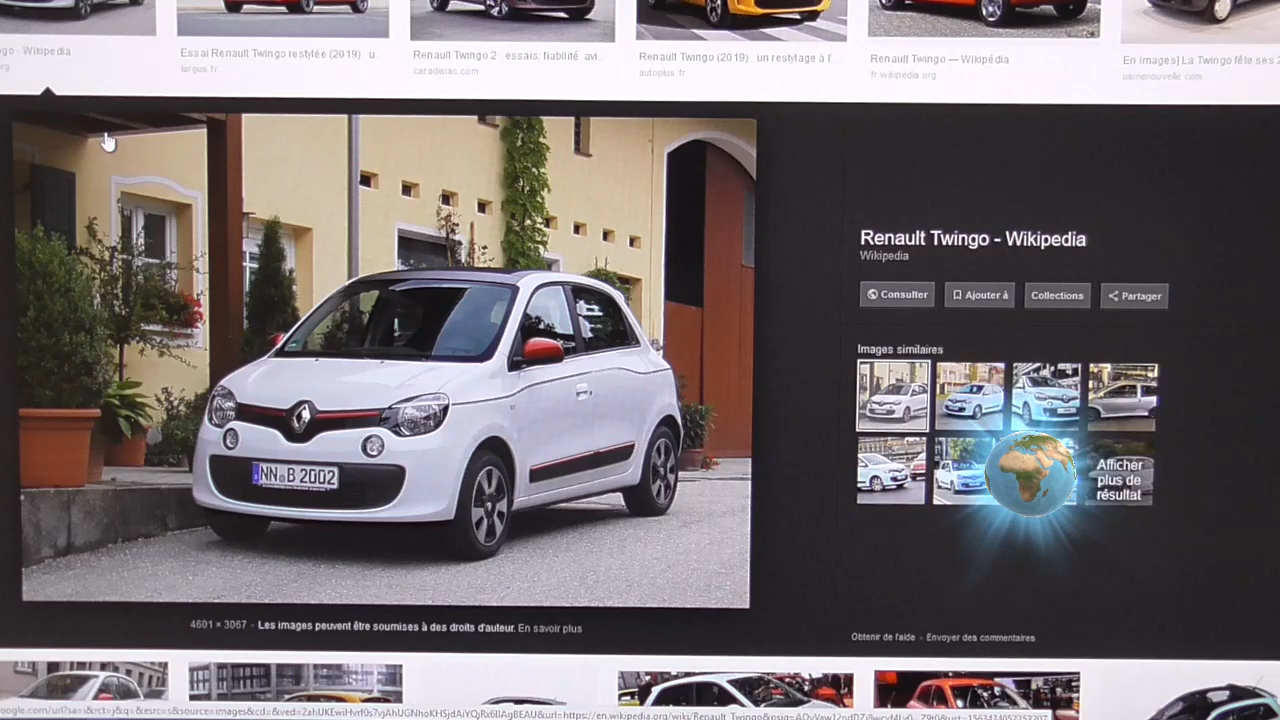 go - Wikipedia
Essai Renault Twingo restylée (2019) : u.
Renault Twingo 2 : essais, fiabilité, avi...
Renault Twingo (2019) : un restylage à l'
Renault Twingo — Wikipédia
En images] La Twingo fête ses 2
rg
largus.fr
caradisiac.com
autoplus.fr
fr.wikipedia.org
usinenouvelle.com
Renault Twingo - Wikipedia
Wikipedia
Consulter
Ajouter à
Collections
Partager
Images similaires
Afficher
plus de
résultat
NN B 2002
4601 × 3067 - Les images peuvent être soumises à des droits d'auteur. En savoir plus
Obtenir de l'aide - Envoyer des commentaires